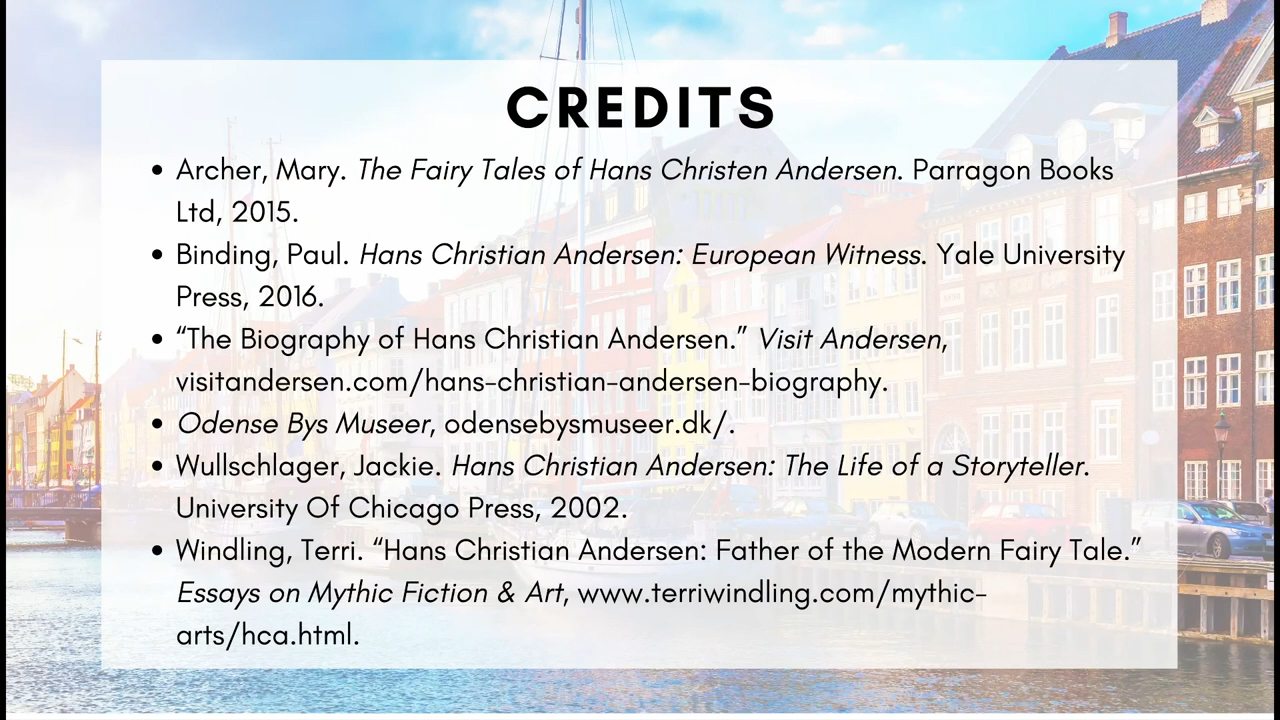 CREDITS
• Archer, Mary. The Fairy Tales of Hans Christen Andersen. Parragon Books
Ltd, 2015.
• Binding, Paul. Hans Christian Andersen: European Witness. Yale University
Press, 2016.
• “The Biography of Hans Christian Andersen.” Visit Andersen,
visitandersen.com/hans-christian-andersen-biography.
• Odense Bys Museer, odensebysmuseer.dk/.
• Wullschlager, Jackie. Hans Christian Andersen: The Life of a Storyteller.
University Of Chicago Press, 2002.
• Windling, Terri. “Hans Christian Andersen: Father of the Modern Fairy Tale.”
Essays on Mythic Fiction & Art, www.terriwindling.com/mythic-
arts/hca.html.